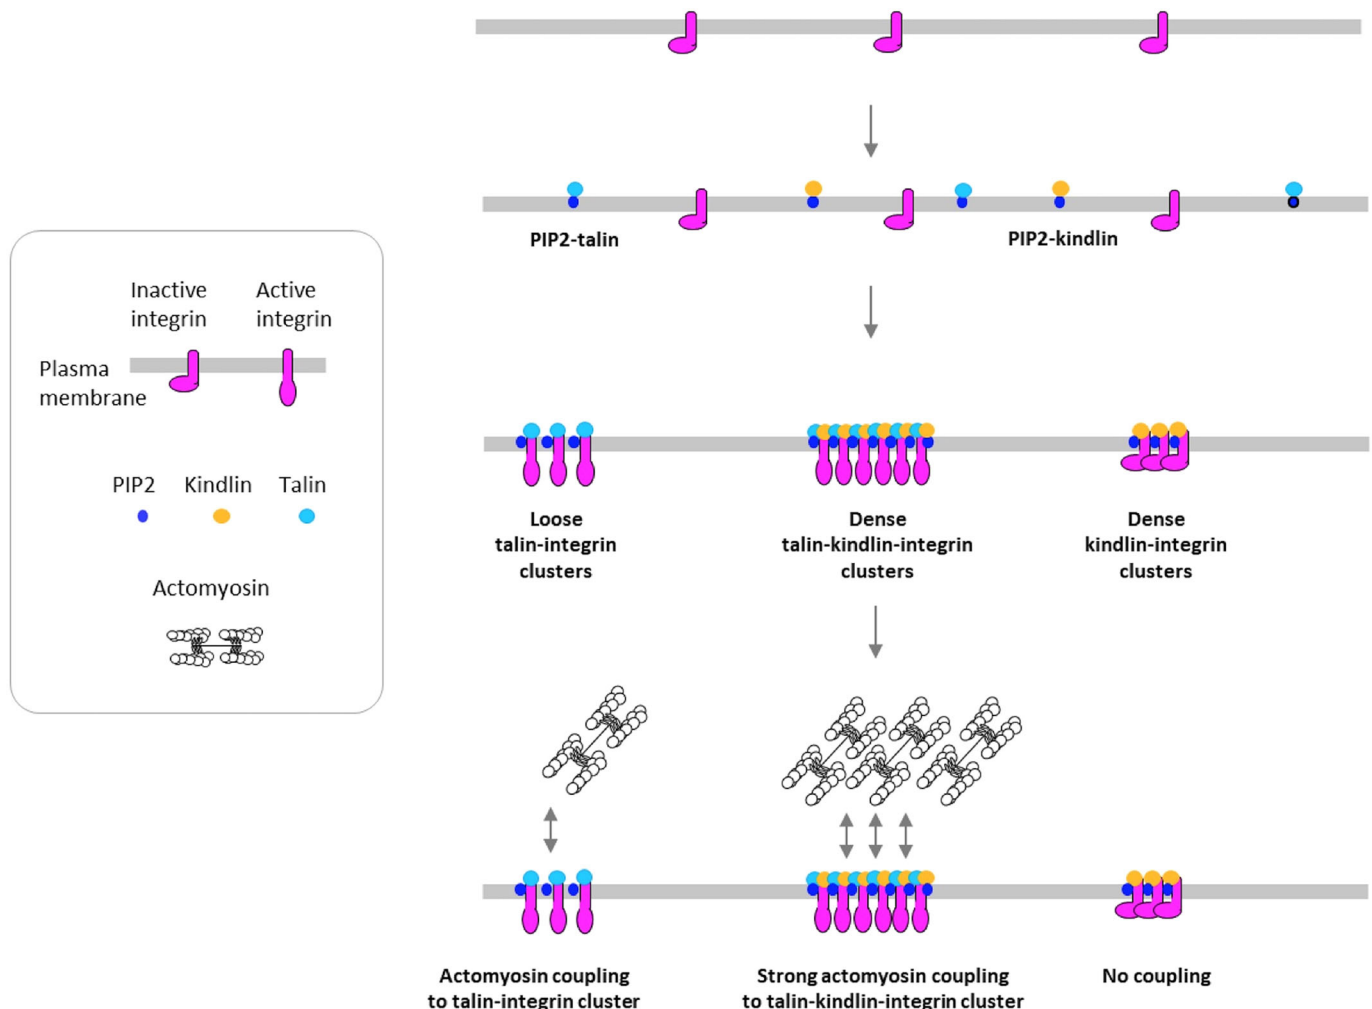 PIP2-talin
PIP2-kindlin
Inactive
integrin
Active
integrin
Plasma
membrane
PIP2
Kindlin
Talin
Actomyosin
Loose
talin-integrin
clusters
Dense
talin-kindlin-integrin
clusters
Dense
kindlin-integrin
clusters
Actomyosin coupling
to talin-integrin cluster
Strong actomyosin coupling
to talin-kindlin-integrin cluster
No coupling